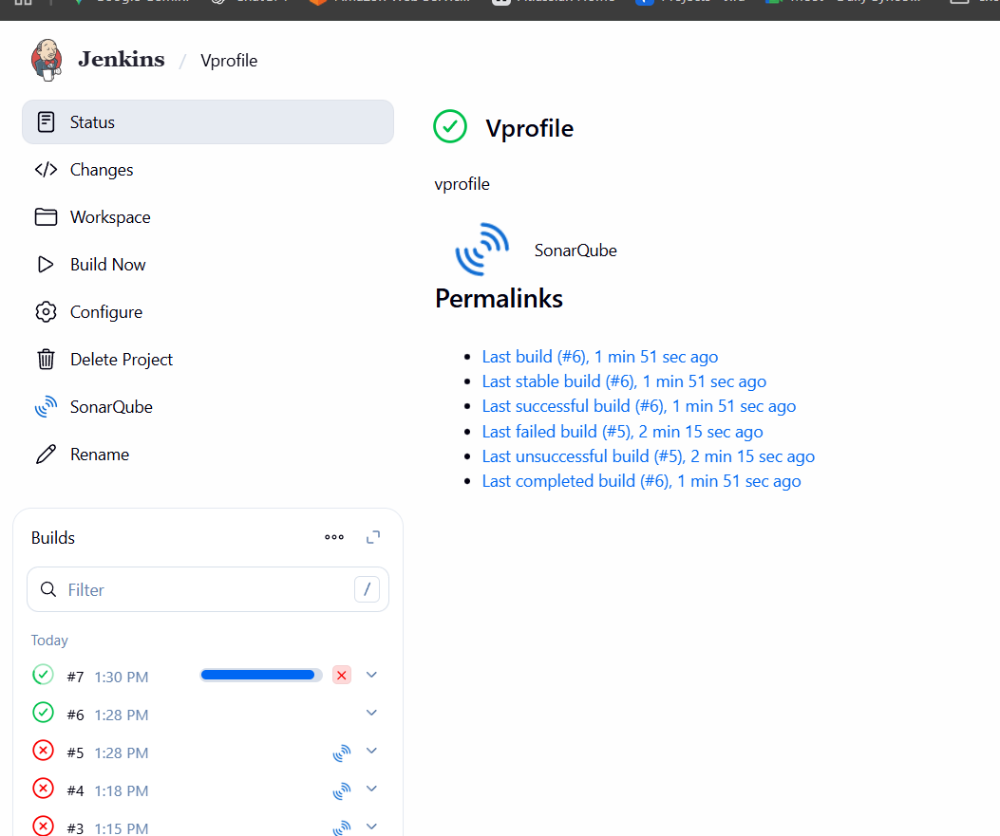 Jenkins / Vprofile
Status
Changes
Workspace
Build Now
Configure
Delete Project
SonarQube
Rename
Vprofile
vprofile
SonarQube
Permalinks
Last build (#6), 1 min 51 sec ago
Last stable build (#6), 1 min 51 sec ago
Last successful build (#6), 1 min 51 sec ago
Last failed build (#5), 2 min 15 sec ago
Last unsuccessful build (#5), 2 min 15 sec ago
Last completed build (#6), 1 min 51 sec ago
Builds
Filter /
Today
#7 1:30 PM
#6 1:28 PM
#5 1:28 PM
#4 1:18 PM
#3 1:15 PM